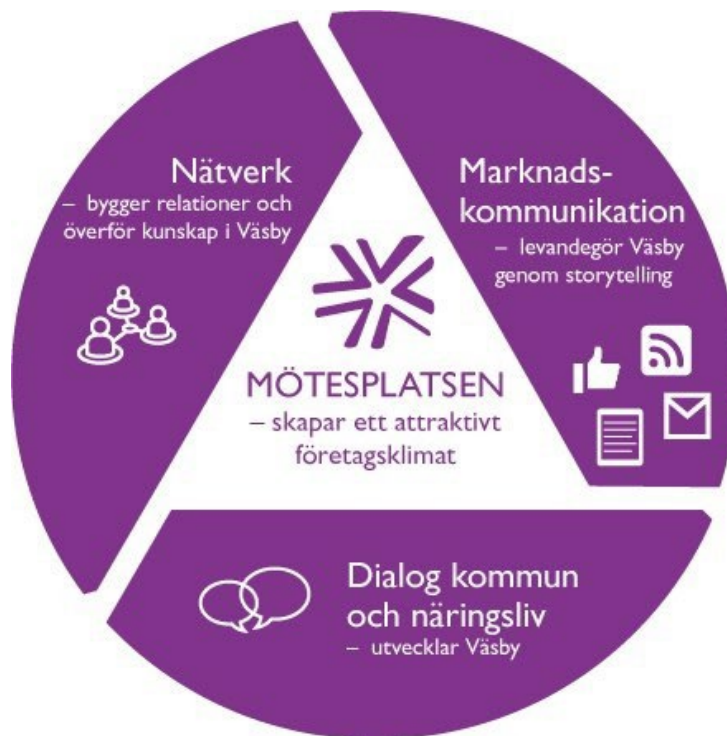 Nätverk
– bygger relationer och
överför kunskap i Väsby
Marknads-
kommunikation
– levandegör Väsby
genom storytelling
MÖTESPLATSEN
– skapar ett attraktivt
företagsklimat
Dialog kommun
och näringsliv
– utvecklar Väsby